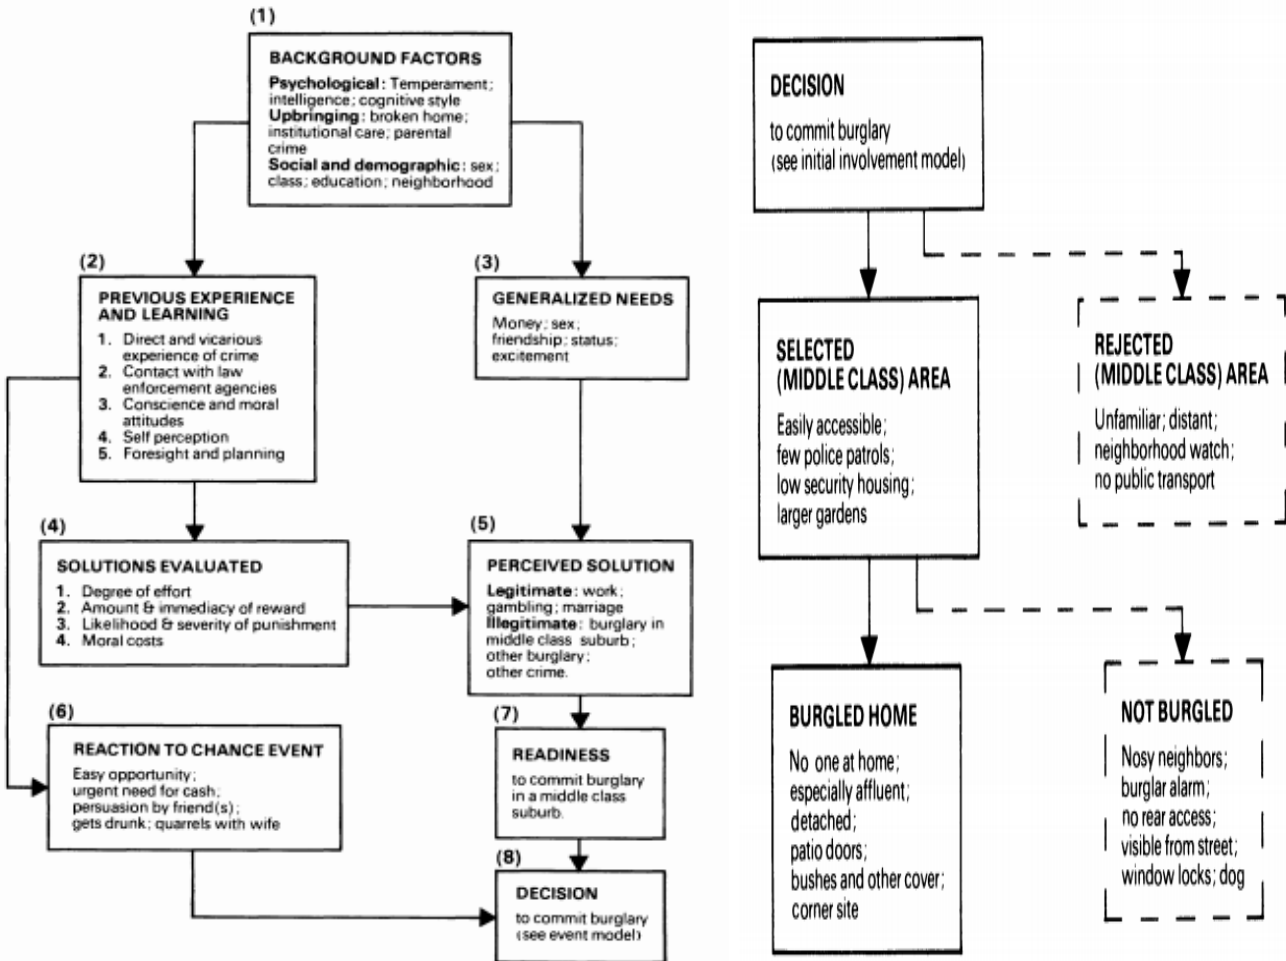 (1)
BACKGROUND FACTORS
Psychological: Temperament;
intelligence; cognitive style
Upbringing: broken home;
institutional care; parental
crime
Social and demographic: sex;
class; education; neighborhood
(2)
PREVIOUS EXPERIENCE
AND LEARNING
1. Direct and vicarious
experience of crime
2. Contact with law
enforcement agencies
3. Conscience and moral
attitudes
4. Self perception
5. Foresight and planning
(3)
GENERALIZED NEEDS
Money; sex;
friendship; status;
excitement
(4)
SOLUTIONS EVALUATED
1. Degree of effort
2. Amount & immediacy of reward
3. Likelihood & severity of punishment
4. Moral costs
(5)
PERCEIVED SOLUTION
Legitimate: work;
gambling; marriage
Illegitimate: burglary in
middle class suburb;
other burglary;
other crime.
(6)
REACTION TO CHANCE EVENT
Easy opportunity;
urgent need for cash;
persuasion by friend(s);
gets drunk; quarrels with wife
(7)
READINESS
to commit burglary
in a middle class
suburb.
(8)
DECISION
to commit burglary
(see event model)
DECISION
to commit burglary
(see initial involvement model)
SELECTED
(MIDDLE CLASS) AREA
Easily accessible;
few police patrols;
low security housing;
larger gardens
REJECTED
(MIDDLE CLASS) AREA
Unfamiliar; distant;
neighborhood watch;
no public transport
BURGLED HOME
No one at home;
especially affluent;
detached;
patio doors;
bushes and other cover;
corner site
NOT BURGLED
Nosy neighbors;
burglar alarm;
no rear access;
visible from street;
window locks; dog